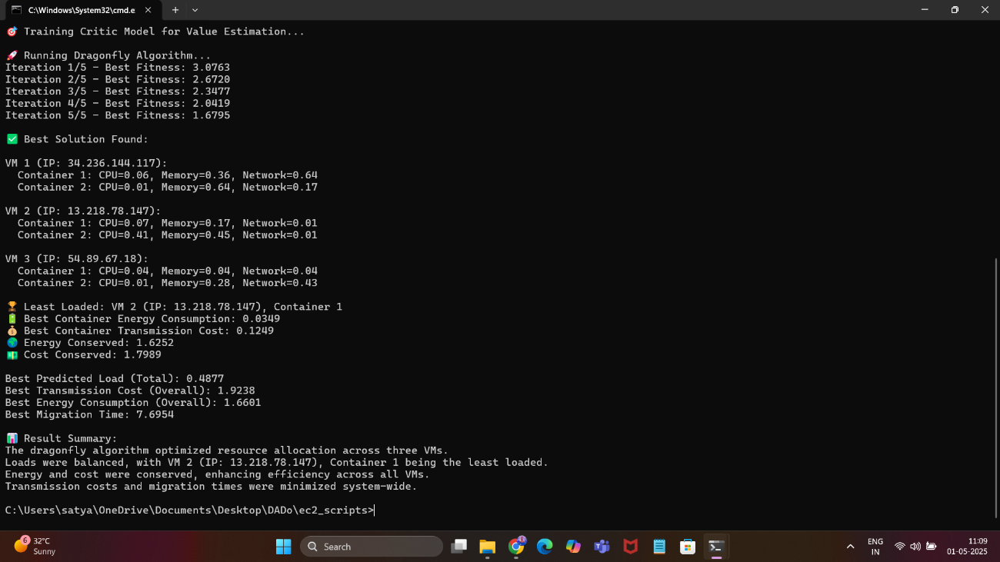 C:\Windows\System32\cmd.e
🎯 Training Critic Model for Value Estimation...
🚀 Running Dragonfly Algorithm...
Iteration 1/5 - Best Fitness: 3.0763
Iteration 2/5 - Best Fitness: 2.6720
Iteration 3/5 - Best Fitness: 2.3477
Iteration 4/5 - Best Fitness: 2.0419
Iteration 5/5 - Best Fitness: 1.6795
✅ Best Solution Found:
VM 1 (IP: 34.236.144.117):
Container 1: CPU=0.06, Memory=0.36, Network=0.64
Container 2: CPU=0.01, Memory=0.64, Network=0.17
VM 2 (IP: 13.218.78.147):
Container 1: CPU=0.07, Memory=0.17, Network=0.01
Container 2: CPU=0.41, Memory=0.45, Network=0.01
VM 3 (IP: 54.89.67.18):
Container 1: CPU=0.04, Memory=0.04, Network=0.04
Container 2: CPU=0.01, Memory=0.28, Network=0.43
🏆 Least Loaded: VM 2 (IP: 13.218.78.147), Container 1
🔋 Best Container Energy Consumption: 0.0349
💰 Best Container Transmission Cost: 0.1249
🌍 Energy Conserved: 1.6252
💵 Cost Conserved: 1.7989
Best Predicted Load (Total): 0.4877
Best Transmission Cost (Overall): 1.9238
Best Energy Consumption (Overall): 1.6601
Best Migration Time: 7.6954
📊 Result Summary:
The dragonfly algorithm optimized resource allocation across three VMs.
Loads were balanced, with VM 2 (IP: 13.218.78.147), Container 1 being the least loaded.
Energy and cost were conserved, enhancing efficiency across all VMs.
Transmission costs and migration times were minimized system-wide.
C:\Users\satya\OneDrive\Documents\Desktop\DADo\ec2_scripts>
6
32°C
Sunny
Search
ENG
IN
11:09
01-05-2025